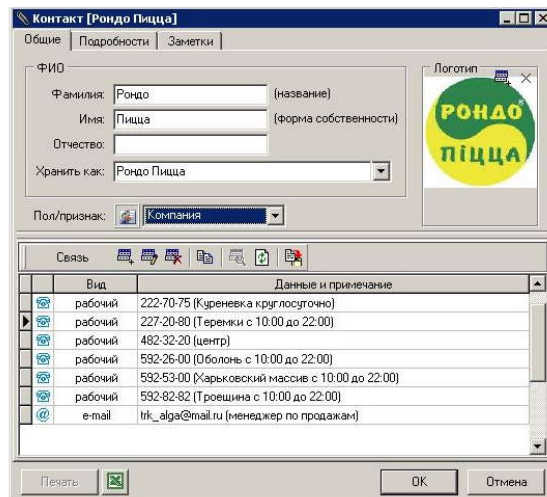 Контакт [Рондо Пицца]
Общие Подробности Заметки
ФИО
Фамилия: Рондо (название)
Имя: Пицца (форма собственности)
Отчество:
Хранить как: Рондо Пицца
Логотип
РОНДО
ПІЦЦА
Пол/признак: Компания
Связь
Вид Данные и примечание
рабочий 222-70-75 (Куреневка круглосуточно)
рабочий 227-20-80 (Теремки с 10:00 до 22:00)
рабочий 482-32-20 (центр)
рабочий 592-26-00 (Оболонь с 10:00 до 22:00)
рабочий 592-53-00 (Харьковский массив с 10:00 до 22:00)
рабочий 592-82-82 (Троещина с 10:00 до 22:00)
e-mail trk_alga@mail.ru (менеджер по продажам)
Печать OK Отмена